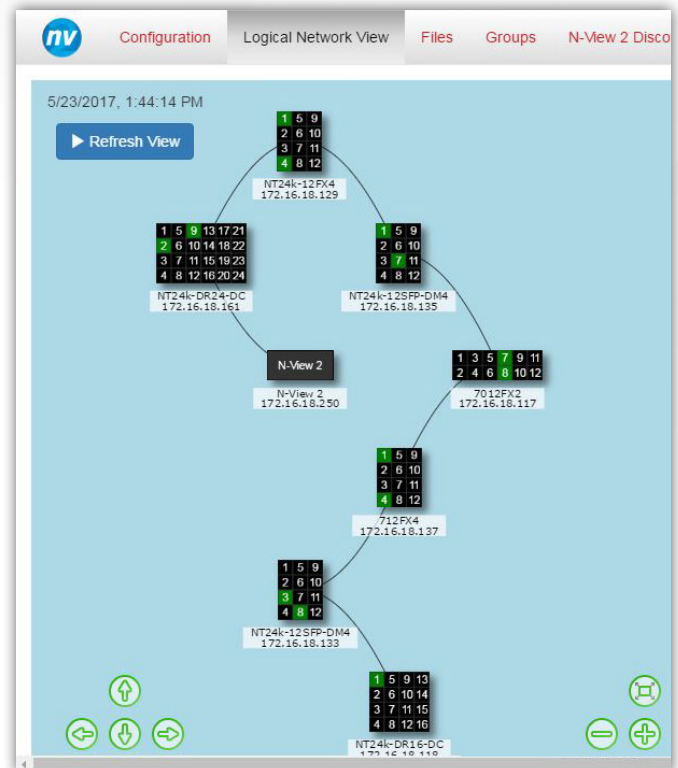 nv Configuration Logical Network View Files Groups N-View 2 Disco
5/23/2017, 1:44:14 PM
Refresh View
1 5 9
2 6 10
3 7 11
4 8 12
NT24k-12FX4
172.16.18.129
1 5 9 13 17 21
2 6 10 14 18 22
3 7 11 15 19 23
4 8 12 16 20 24
NT24k-DR24-DC
172.16.18.161
1 5 9
2 6 10
3 7 11
4 8 12
NT24k-12SFP-DM4
172.16.18.135
N-View 2
N-View 2
172.16.18.250
1 3 5 7 9 11
2 4 6 8 10 12
7012FX2
172.16.18.117
1 5 9
2 6 10
3 7 11
4 8 12
712FX4
172.16.18.137
1 5 9
2 6 10
3 7 11
4 8 12
NT24k-12SFP-DM4
172.16.18.133
1 5 9 13
2 6 10 14
3 7 11 15
4 8 12 16
NT24k-DR16-DC